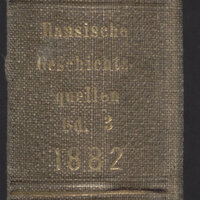 Hansische
Geschichts
quellen
Bd. 3
1882